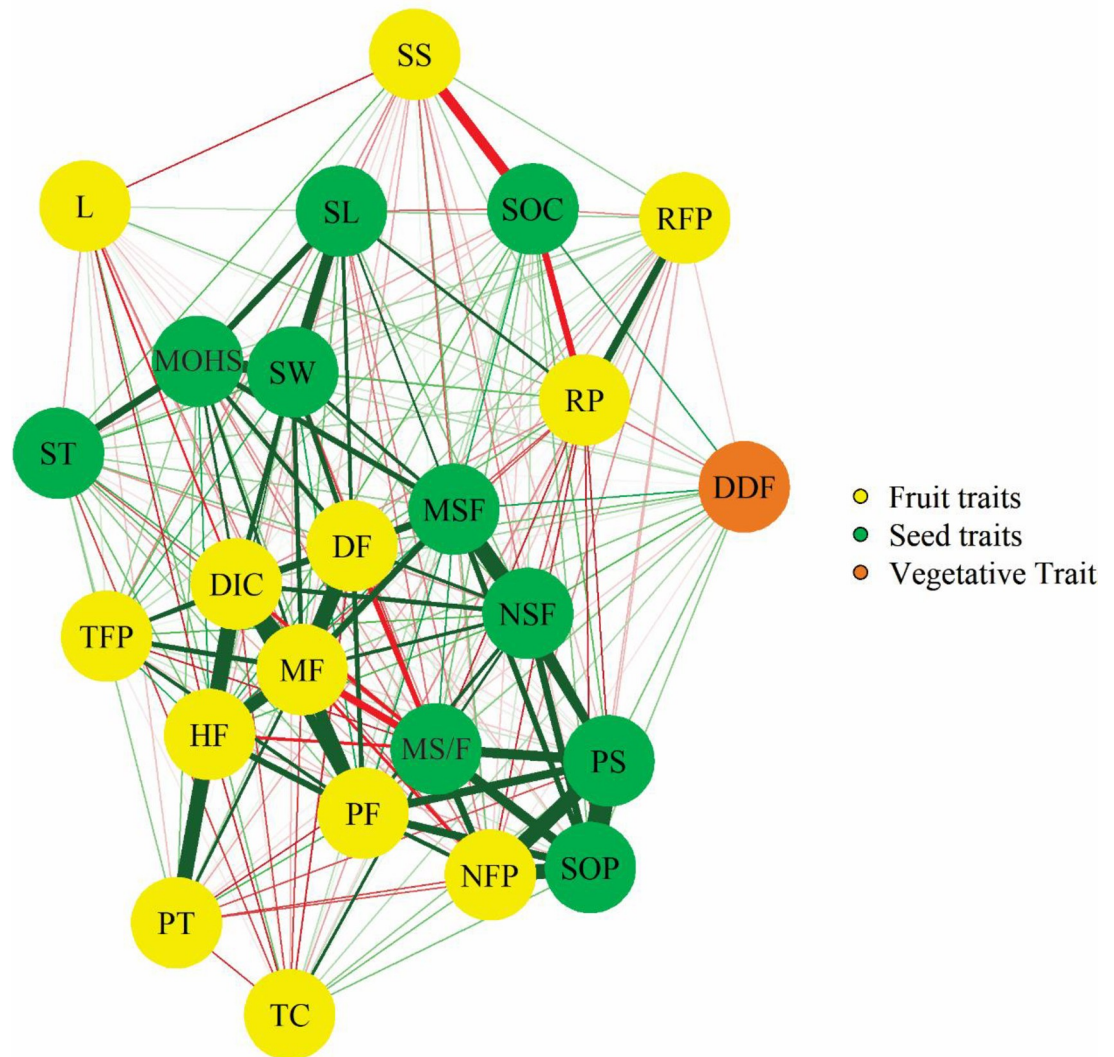 SS
L
SL
SOC
RFP
MOHS
SW
RP
ST
DDF
MSF
DF
DIC
NSF
TFP
MF
HF
MS/F
PS
PF
NFP
SOP
PT
TC
Fruit traits
Seed traits
Vegetative Trait